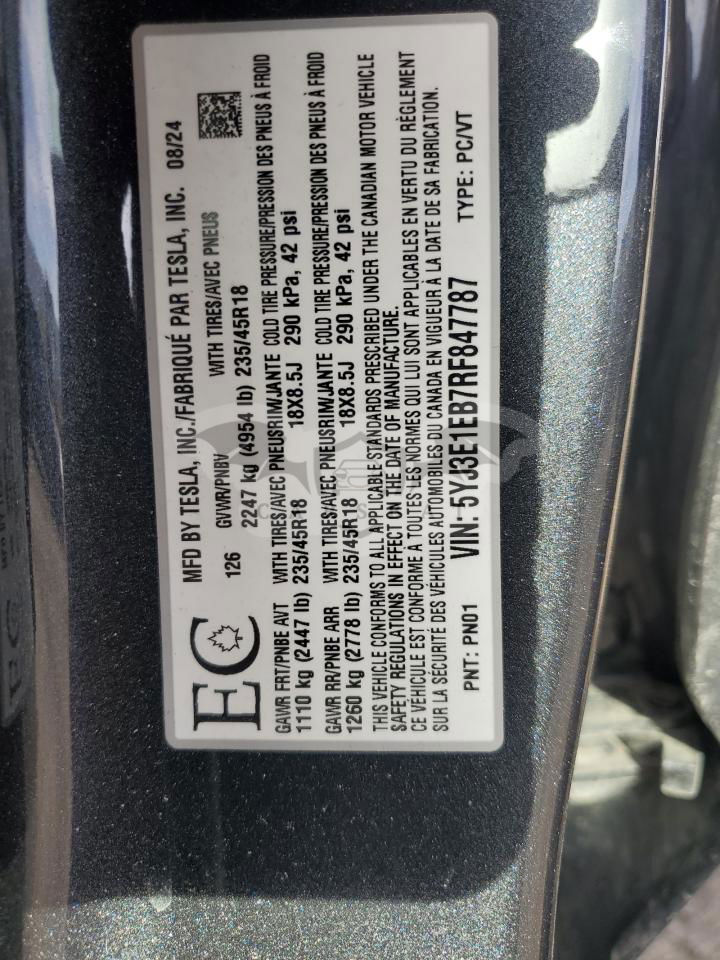 EC
MFD BY TESLA, INC./FABRIQUÉ PAR TESLA, INC. 08/24
126 GVWR/PNBV WITH TIRES/AVEC PNEUS
2247 kg (4954 lb) 235/45R18
GAWR FRT/PNBE AVT WITH TIRES/AVEC PNEUS RIM/JANTE COLD TIRE PRESSURE/PRESSION DES PNEUS À FROID
1110 kg (2447 lb) 235/45R18 18X8.5J 290 kPa, 42 psi
GAWR RR/PNBE ARR WITH TIRES/AVEC PNEUS RIM/JANTE COLD TIRE PRESSURE/PRESSION DES PNEUS À FROID
1260 kg (2778 lb) 235/45R18 18X8.5J 290 kPa, 42 psi
THIS VEHICLE CONFORMS TO ALL APPLICABLE STANDARDS PRESCRIBED UNDER THE CANADIAN MOTOR VEHICLE
SAFETY REGULATIONS IN EFFECT ON THE DATE OF MANUFACTURE.
CE VÉHICULE EST CONFORME À TOUTES LES NORMES QUI LUI SONT APPLICABLES EN VERTU DU RÈGLEMENT
SUR LA SÉCURITÉ DES VÉHICULES AUTOMOBILES DU CANADA EN VIGUEUR À LA DATE DE SA FABRICATION.
PNT: PN01 VIN: 5YJ3E1EB7RF847787 TYPE: PC/VT